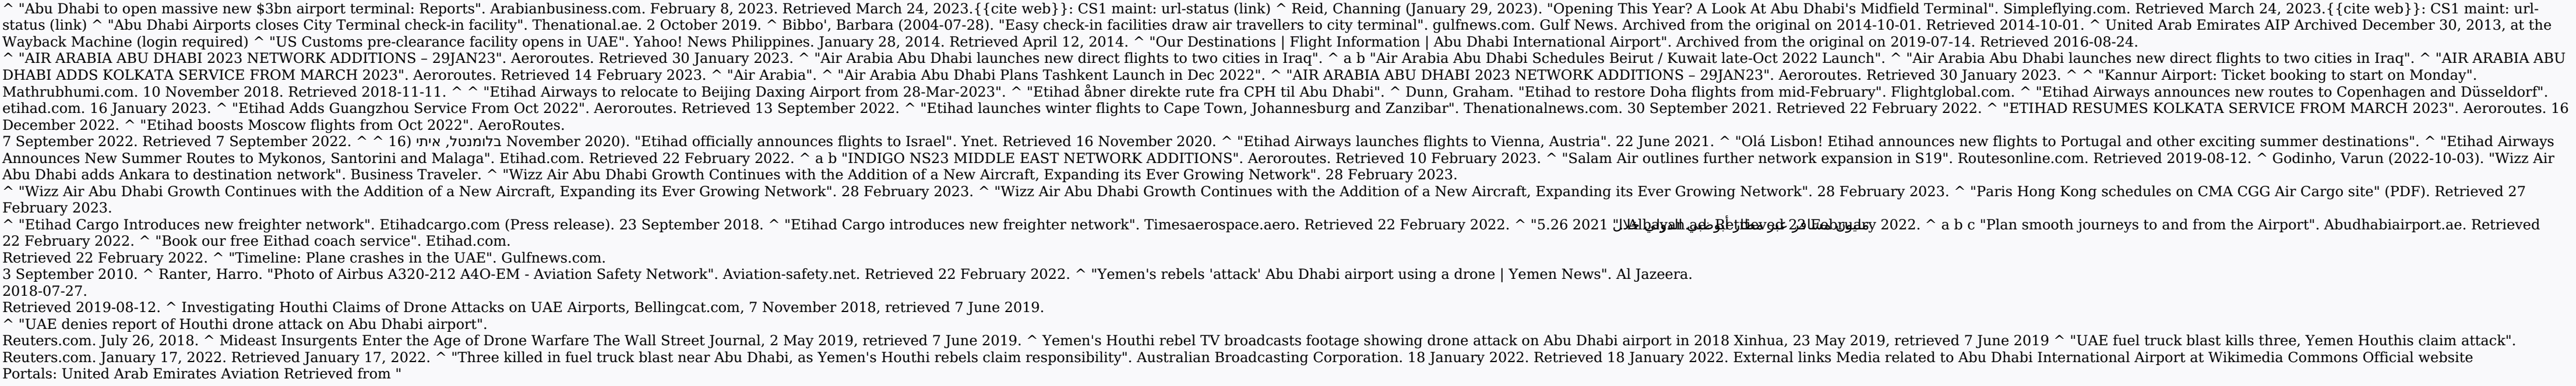 ^ "Abu Dhabi to open massive new $3bn airport terminal: Reports". Arabianbusiness.com. February 8, 2023. Retrieved March 24, 2023.{{cite web}}: CS1 maint: url-status (link) ^ Reid, Channing (January 29, 2023). "Opening This Year? A Look At Abu Dhabi's Midfield Terminal". Simpleflying.com. Retrieved March 24, 2023.{{cite web}}: CS1 maint: url-
status (link) ^ "Abu Dhabi Airports closes City Terminal check-in facility". Thenational.ae. 2 October 2019. ^ Bibbo', Barbara (2004-07-28). "Easy check-in facilities draw air travellers to city terminal". gulfnews.com. Gulf News. Archived from the original on 2014-10-01. Retrieved 2014-10-01. ^ United Arab Emirates AIP Archived December 30, 2013, at the
Wayback Machine (login required) ^ "US Customs pre-clearance facility opens in UAE". Yahoo! News Philippines. January 28, 2014. Retrieved April 12, 2014. ^ "Our Destinations | Flight Information | Abu Dhabi International Airport". Archived from the original on 2019-07-14. Retrieved 2016-08-24.
^ "AIR ARABIA ABU DHABI 2023 NETWORK ADDITIONS – 29JAN23". Aeroroutes. Retrieved 30 January 2023. ^ "Air Arabia Abu Dhabi launches new direct flights to two cities in Iraq". ^ a b "Air Arabia Abu Dhabi Schedules Beirut / Kuwait late-Oct 2022 Launch". ^ "Air Arabia Abu Dhabi launches new direct flights to two cities in Iraq". ^ "AIR ARABIA ABU
DHABI ADDS KOLKATA SERVICE FROM MARCH 2023". Aeroroutes. Retrieved 14 February 2023. ^ "Air Arabia". ^ "Air Arabia Abu Dhabi Plans Tashkent Launch in Dec 2022". ^ "AIR ARABIA ABU DHABI 2023 NETWORK ADDITIONS – 29JAN23". Aeroroutes. Retrieved 30 January 2023. ^ ^ "Kannur Airport: Ticket booking to start on Monday".
Mathrubhumi.com. 10 November 2018. Retrieved 2018-11-11. ^ ^ "Etihad Airways to relocate to Beijing Daxing Airport from 28-Mar-2023". ^ "Etihad åbner direkte rute fra CPH til Abu Dhabi". ^ Dunn, Graham. "Etihad to restore Doha flights from mid-February". Flightglobal.com. ^ "Etihad Airways announces new routes to Copenhagen and Düsseldorf".
etihad.com. 16 January 2023. ^ "Etihad Adds Guangzhou Service From Oct 2022". Aeroroutes. Retrieved 13 September 2022. ^ "Etihad launches winter flights to Cape Town, Johannesburg and Zanzibar". Thenationalnews.com. 30 September 2021. Retrieved 22 February 2022. ^ "ETIHAD RESUMES KOLKATA SERVICE FROM MARCH 2023". Aeroroutes. 16
December 2022. ^ "Etihad boosts Moscow flights from Oct 2022". AeroRoutes.
7 September 2022. Retrieved 7 September 2022. ^ ^ בלומנטל, איתי (16 November 2020). "Etihad officially announces flights to Israel". Ynet. Retrieved 16 November 2020. ^ "Etihad Airways launches flights to Vienna, Austria". 22 June 2021. ^ "Olá Lisbon! Etihad announces new flights to Portugal and other exciting summer destinations". ^ "Etihad Airways
Announces New Summer Routes to Mykonos, Santorini and Malaga". Etihad.com. Retrieved 22 February 2022. ^ a b "INDIGO NS23 MIDDLE EAST NETWORK ADDITIONS". Aeroroutes. Retrieved 10 February 2023. ^ "Salam Air outlines further network expansion in S19". Routesonline.com. Retrieved 2019-08-12. ^ Godinho, Varun (2022-10-03). "Wizz Air
Abu Dhabi adds Ankara to destination network". Business Traveler. ^ "Wizz Air Abu Dhabi Growth Continues with the Addition of a New Aircraft, Expanding its Ever Growing Network". 28 February 2023.
^ "Wizz Air Abu Dhabi Growth Continues with the Addition of a New Aircraft, Expanding its Ever Growing Network". 28 February 2023. ^ "Wizz Air Abu Dhabi Growth Continues with the Addition of a New Aircraft, Expanding its Ever Growing Network". 28 February 2023. ^ "Paris Hong Kong schedules on CMA CGG Air Cargo site" (PDF). Retrieved 27
February 2023.
^ "Etihad Cargo Introduces new freighter network". Etihadcargo.com (Press release). 23 September 2018. ^ "Etihad Cargo introduces new freighter network". Timesaerospace.aero. Retrieved 22 February 2022. ^ "5.26 مليون مسافر عبر مطار أبوظبي الدولي خلال 2021". Albayan.ae. Retrieved 22 February 2022. ^ a b c "Plan smooth journeys to and from the Airport". Abudhabiairport.ae. Retrieved
22 February 2022. ^ "Book our free Eithad coach service". Etihad.com.
Retrieved 22 February 2022. ^ "Timeline: Plane crashes in the UAE". Gulfnews.com.
3 September 2010. ^ Ranter, Harro. "Photo of Airbus A320-212 A4O-EM - Aviation Safety Network". Aviation-safety.net. Retrieved 22 February 2022. ^ "Yemen's rebels 'attack' Abu Dhabi airport using a drone | Yemen News". Al Jazeera.
2018-07-27.
Retrieved 2019-08-12. ^ Investigating Houthi Claims of Drone Attacks on UAE Airports, Bellingcat.com, 7 November 2018, retrieved 7 June 2019.
^ "UAE denies report of Houthi drone attack on Abu Dhabi airport".
Reuters.com. July 26, 2018. ^ Mideast Insurgents Enter the Age of Drone Warfare The Wall Street Journal, 2 May 2019, retrieved 7 June 2019. ^ Yemen's Houthi rebel TV broadcasts footage showing drone attack on Abu Dhabi airport in 2018 Xinhua, 23 May 2019, retrieved 7 June 2019 ^ "UAE fuel truck blast kills three, Yemen Houthis claim attack".
Reuters.com. January 17, 2022. Retrieved January 17, 2022. ^ "Three killed in fuel truck blast near Abu Dhabi, as Yemen's Houthi rebels claim responsibility". Australian Broadcasting Corporation. 18 January 2022. Retrieved 18 January 2022. External links Media related to Abu Dhabi International Airport at Wikimedia Commons Official website
Portals: United Arab Emirates Aviation Retrieved from "